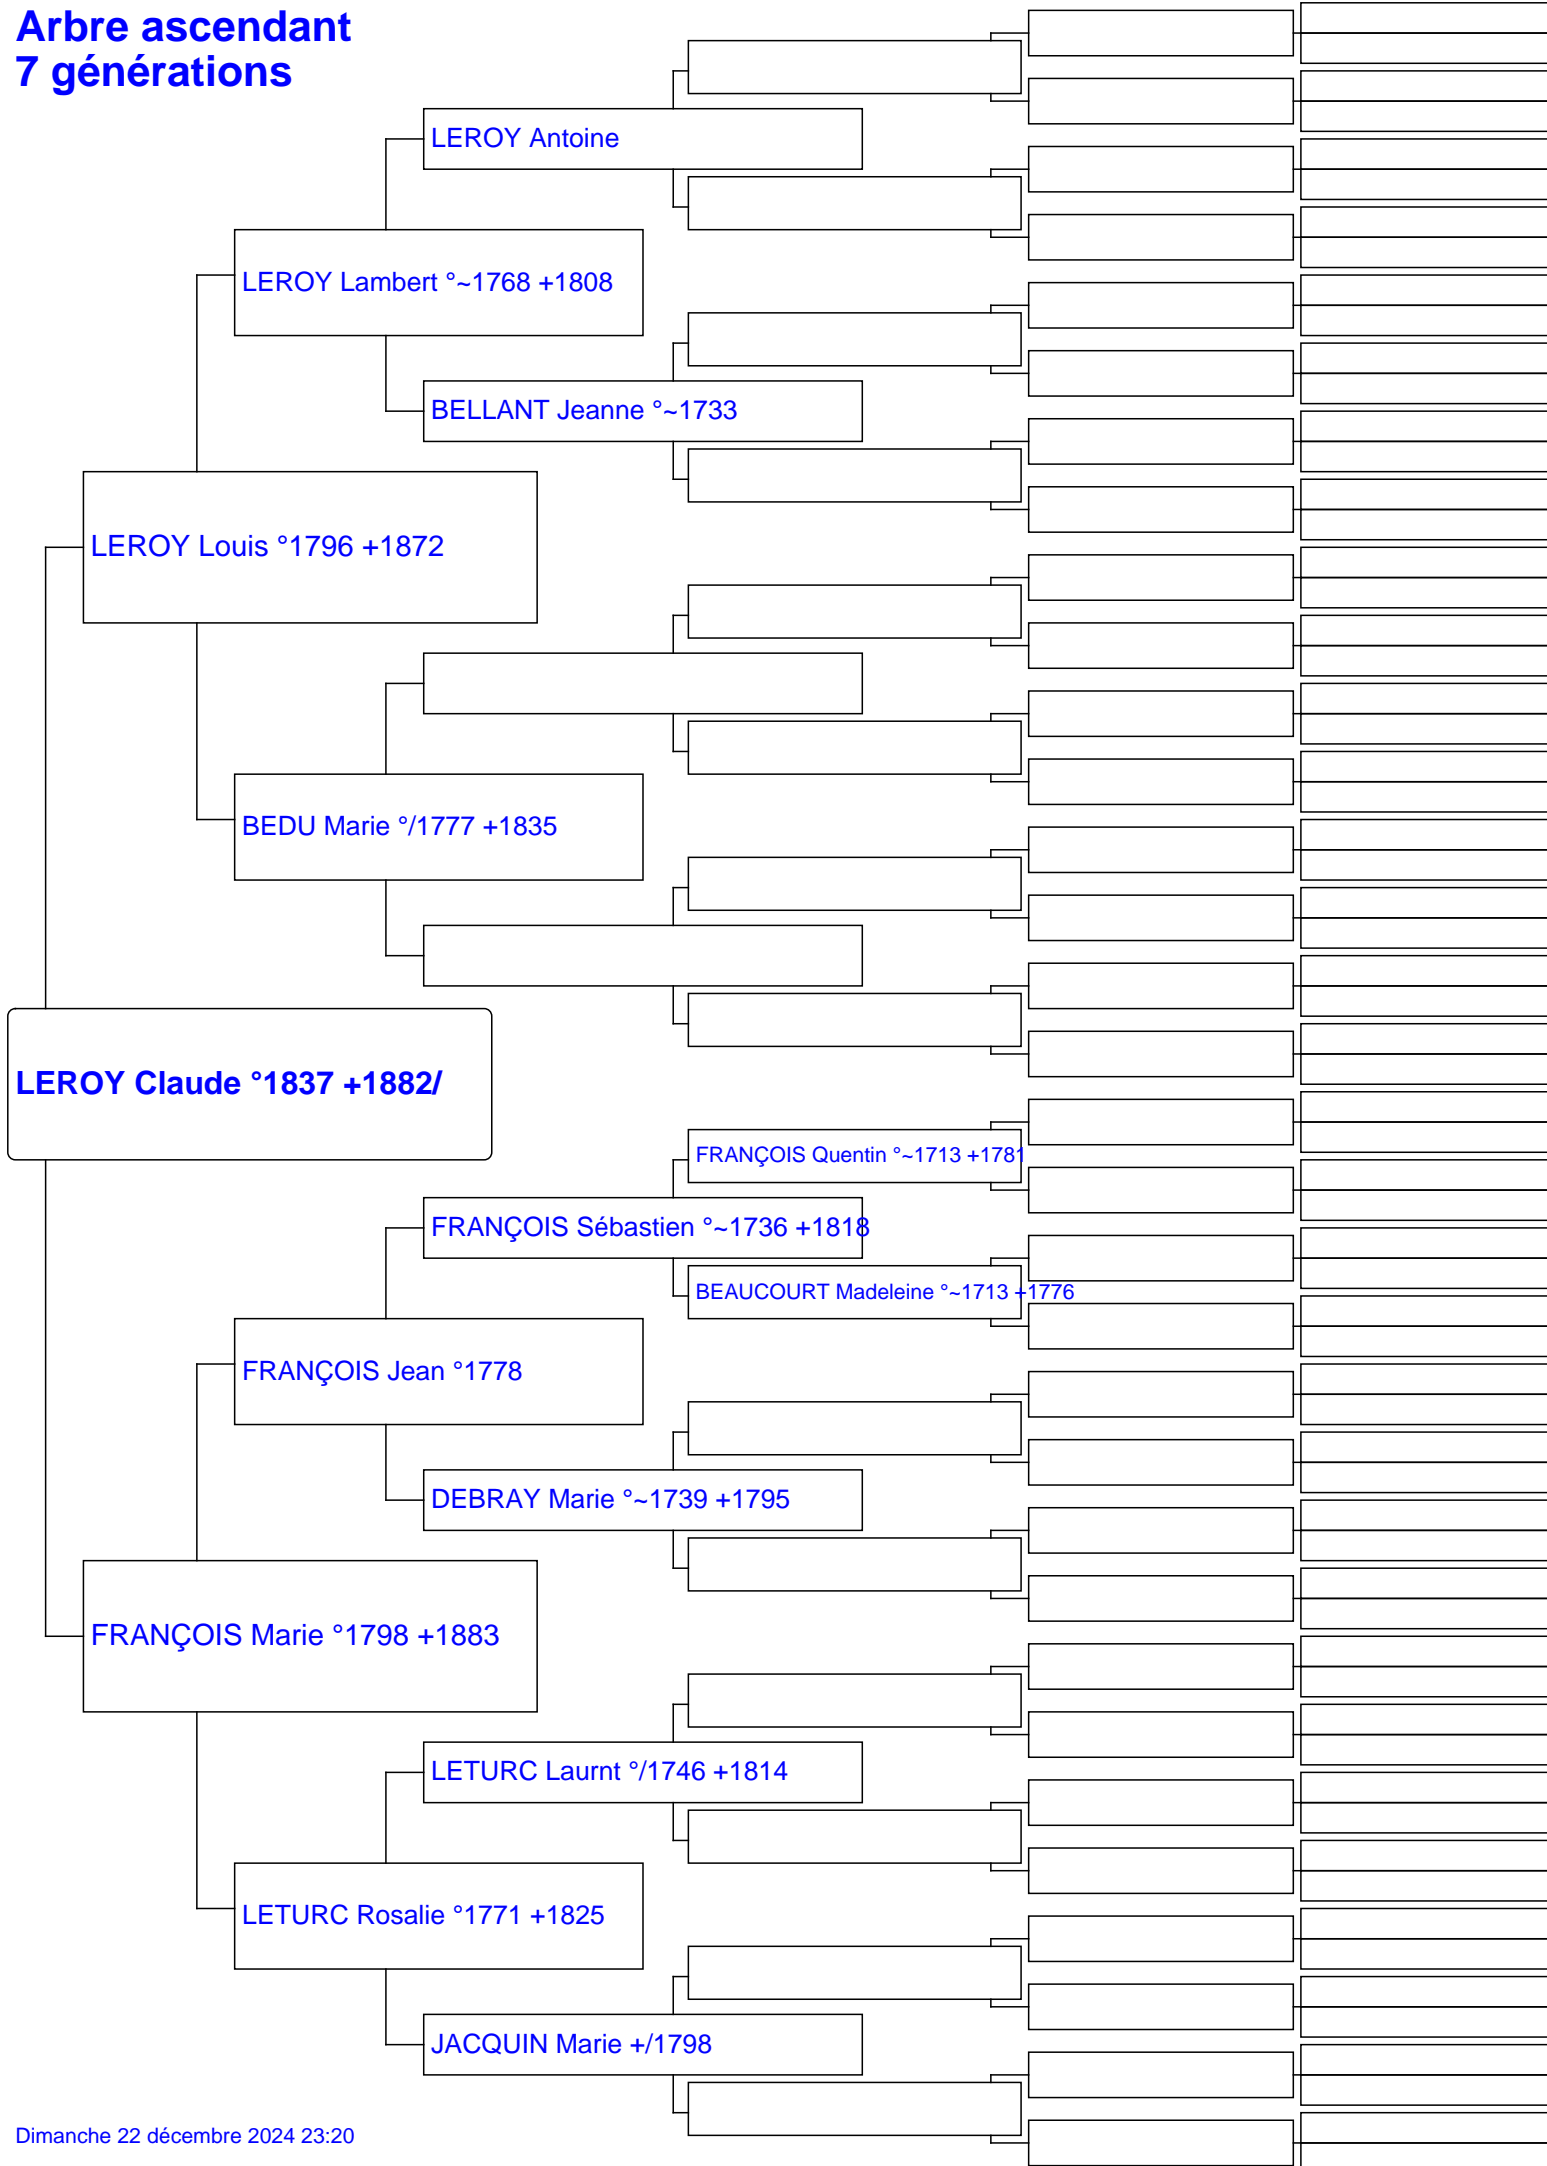 Arbre ascendant
7 générations
LEROY Antoine
LEROY Lambert °~1768 +1808
BELLANT Jeanne °~1733
LEROY Louis °1796 +1872
BEDU Marie °/1777 +1835
LEROY Claude °1837 +1882/
FRANÇOIS Quentin °~1713 +1781
FRANÇOIS Sébastien °~1736 +1818
BEAUCOURT Madeleine °~1713 +1776
FRANÇOIS Jean °1778
DEBRAY Marie °~1739 +1795
FRANÇOIS Marie °1798 +1883
LETURC Laurnt °/1746 +1814
LETURC Rosalie °1771 +1825
JACQUIN Marie +/1798
Dimanche 22 décembre 2024 23:20